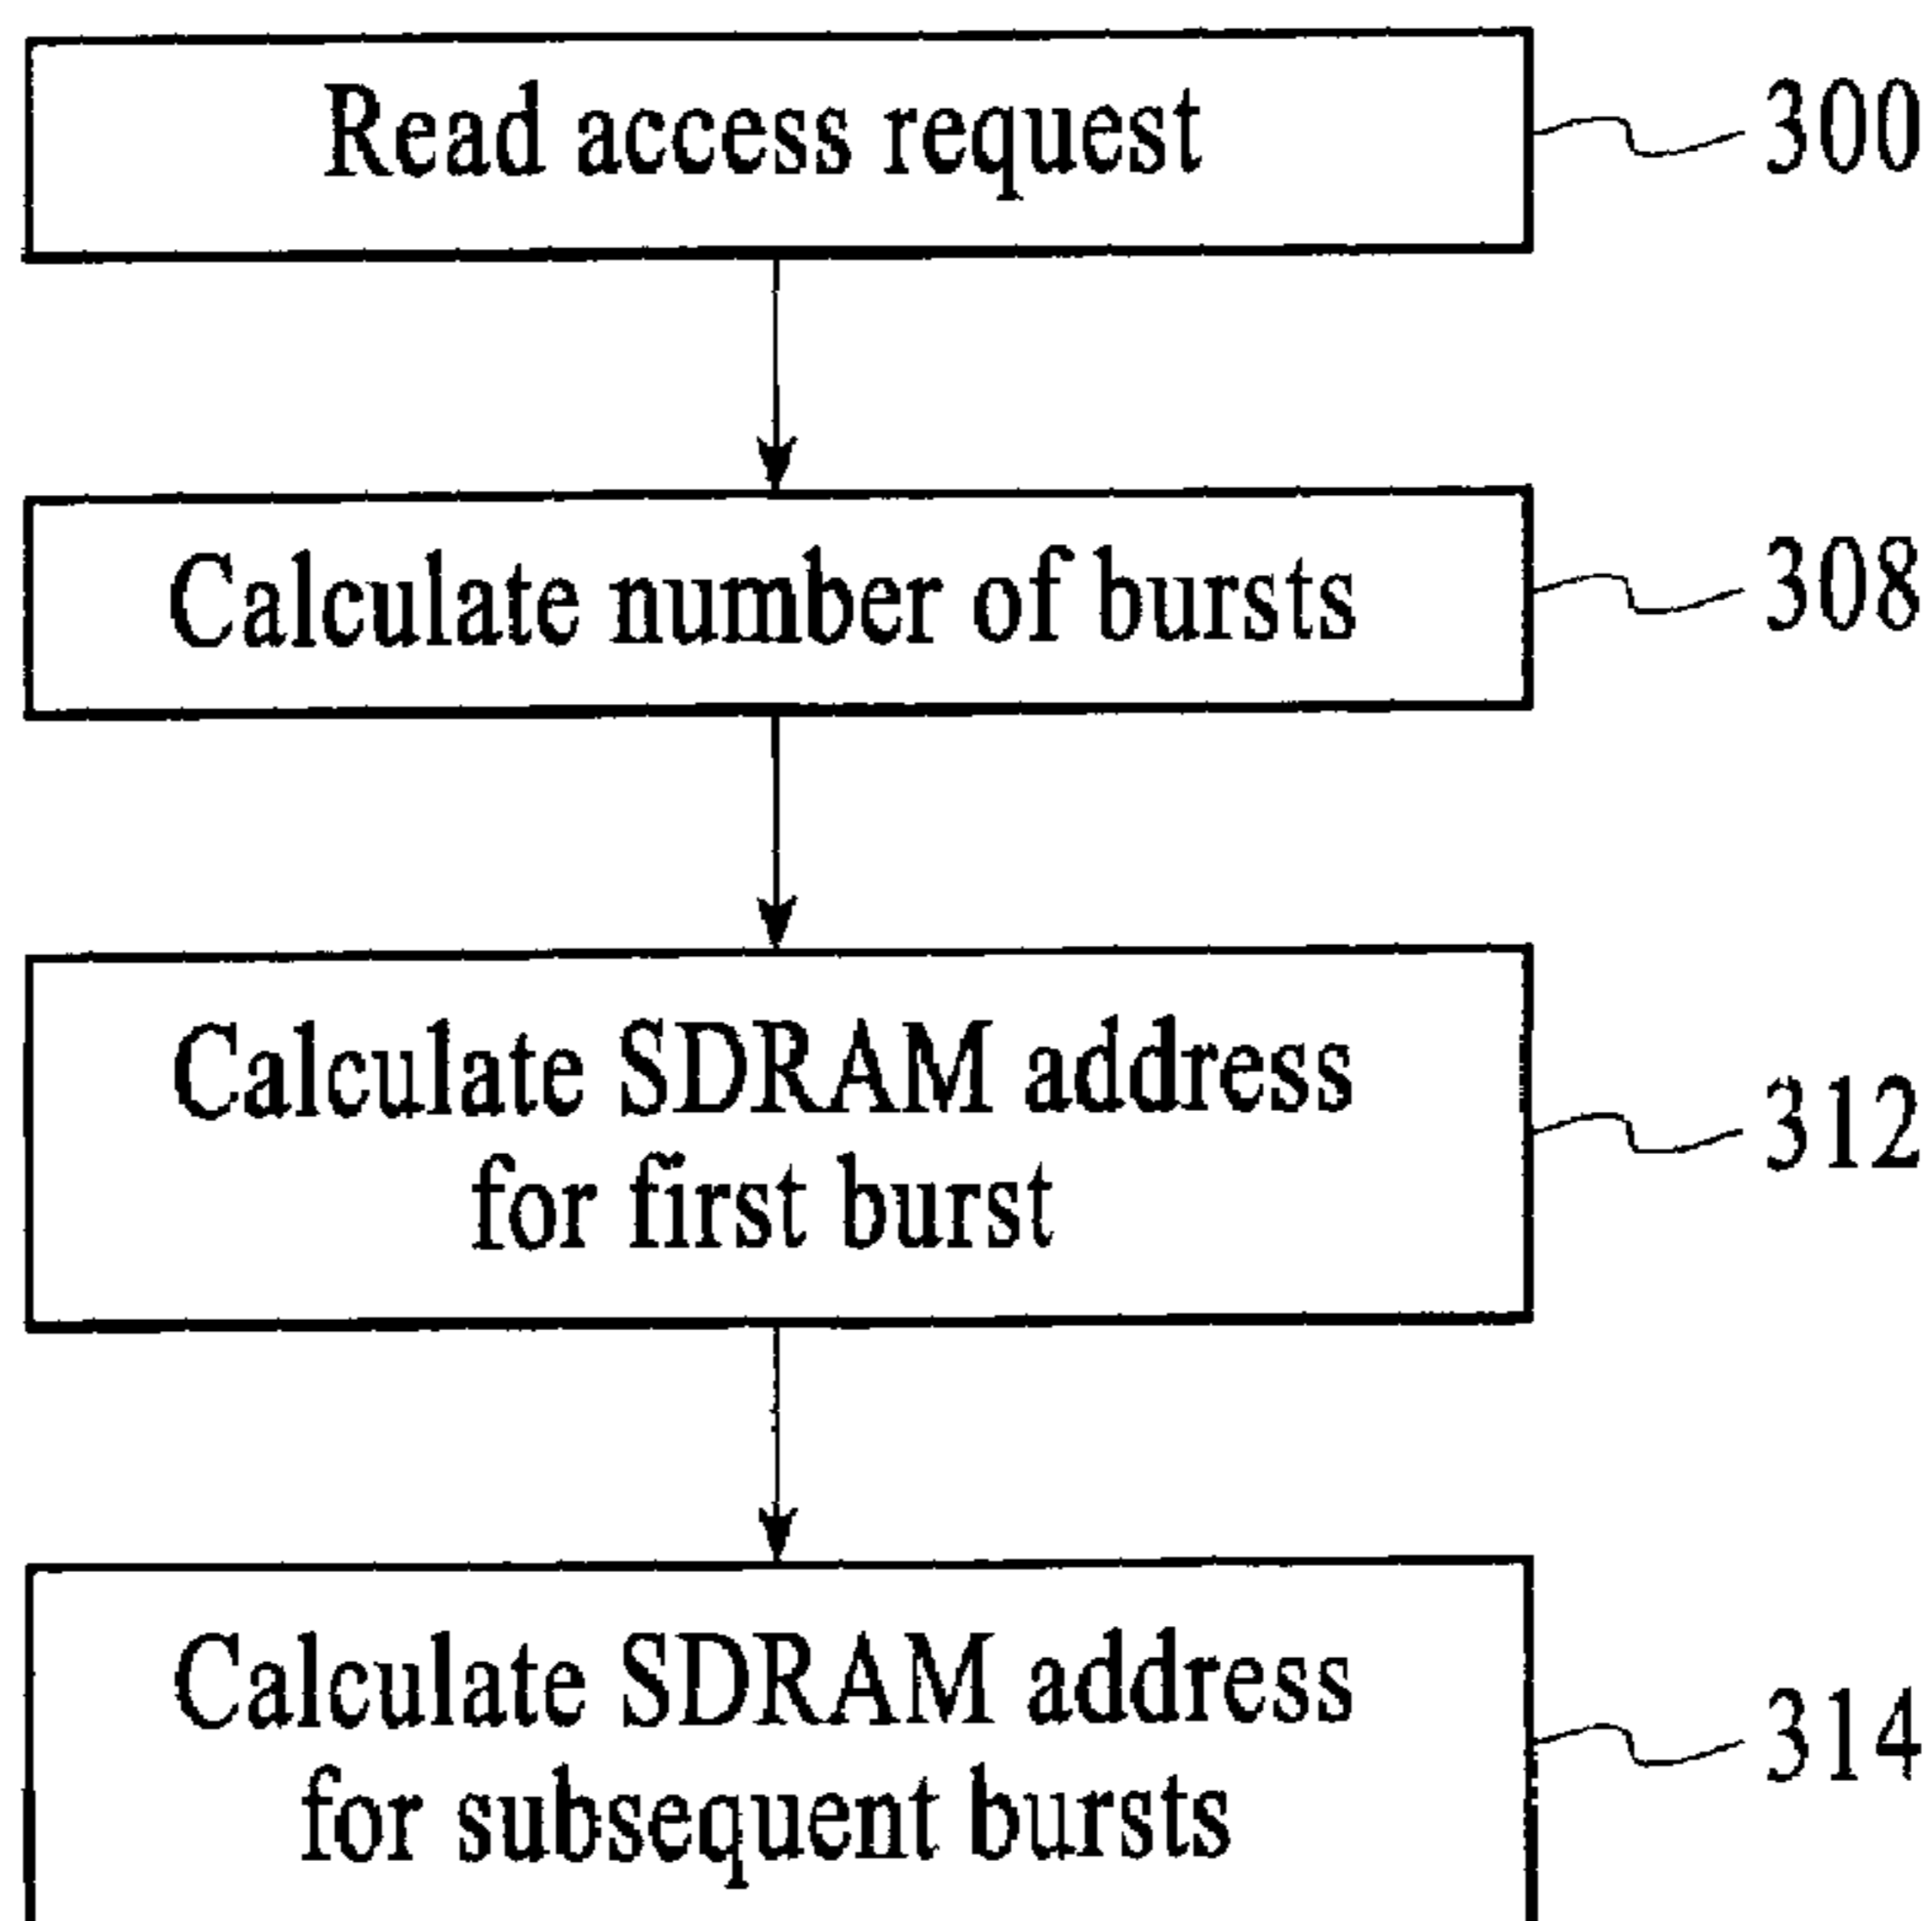 Read access request
300
Calculate number of bursts
308
Calculate SDRAM address
for first burst
312
Calculate SDRAM address
for subsequent bursts
314